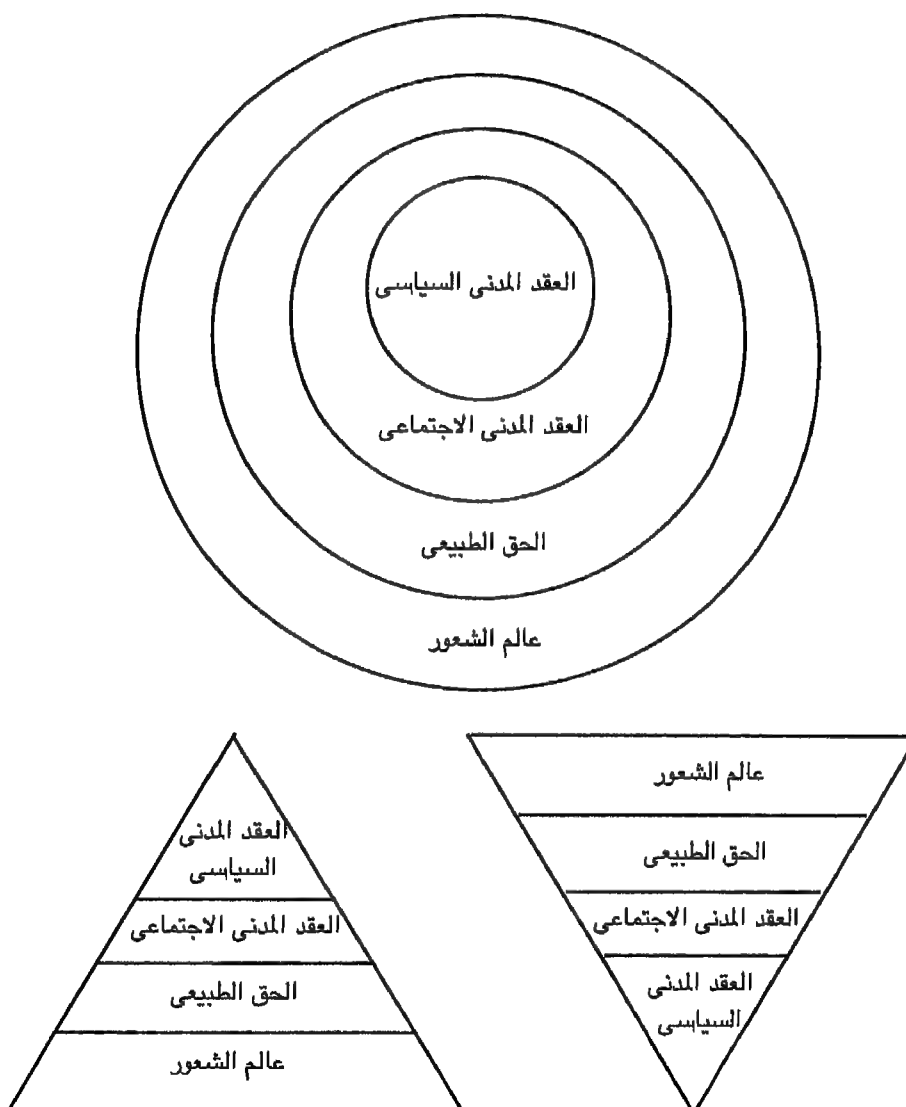 العقد المدنى السياسى
العقد المدنى الاجتماعى
الحق الطبيعى
عالم الشعور
عالم الشعور
الحق الطبيعى
العقد المدنى الاجتماعى
العقد المدنى
السياسى
العقد المدنى
السياسى
العقد المدنى الاجتماعى
الحق الطبيعى
عالم الشعور